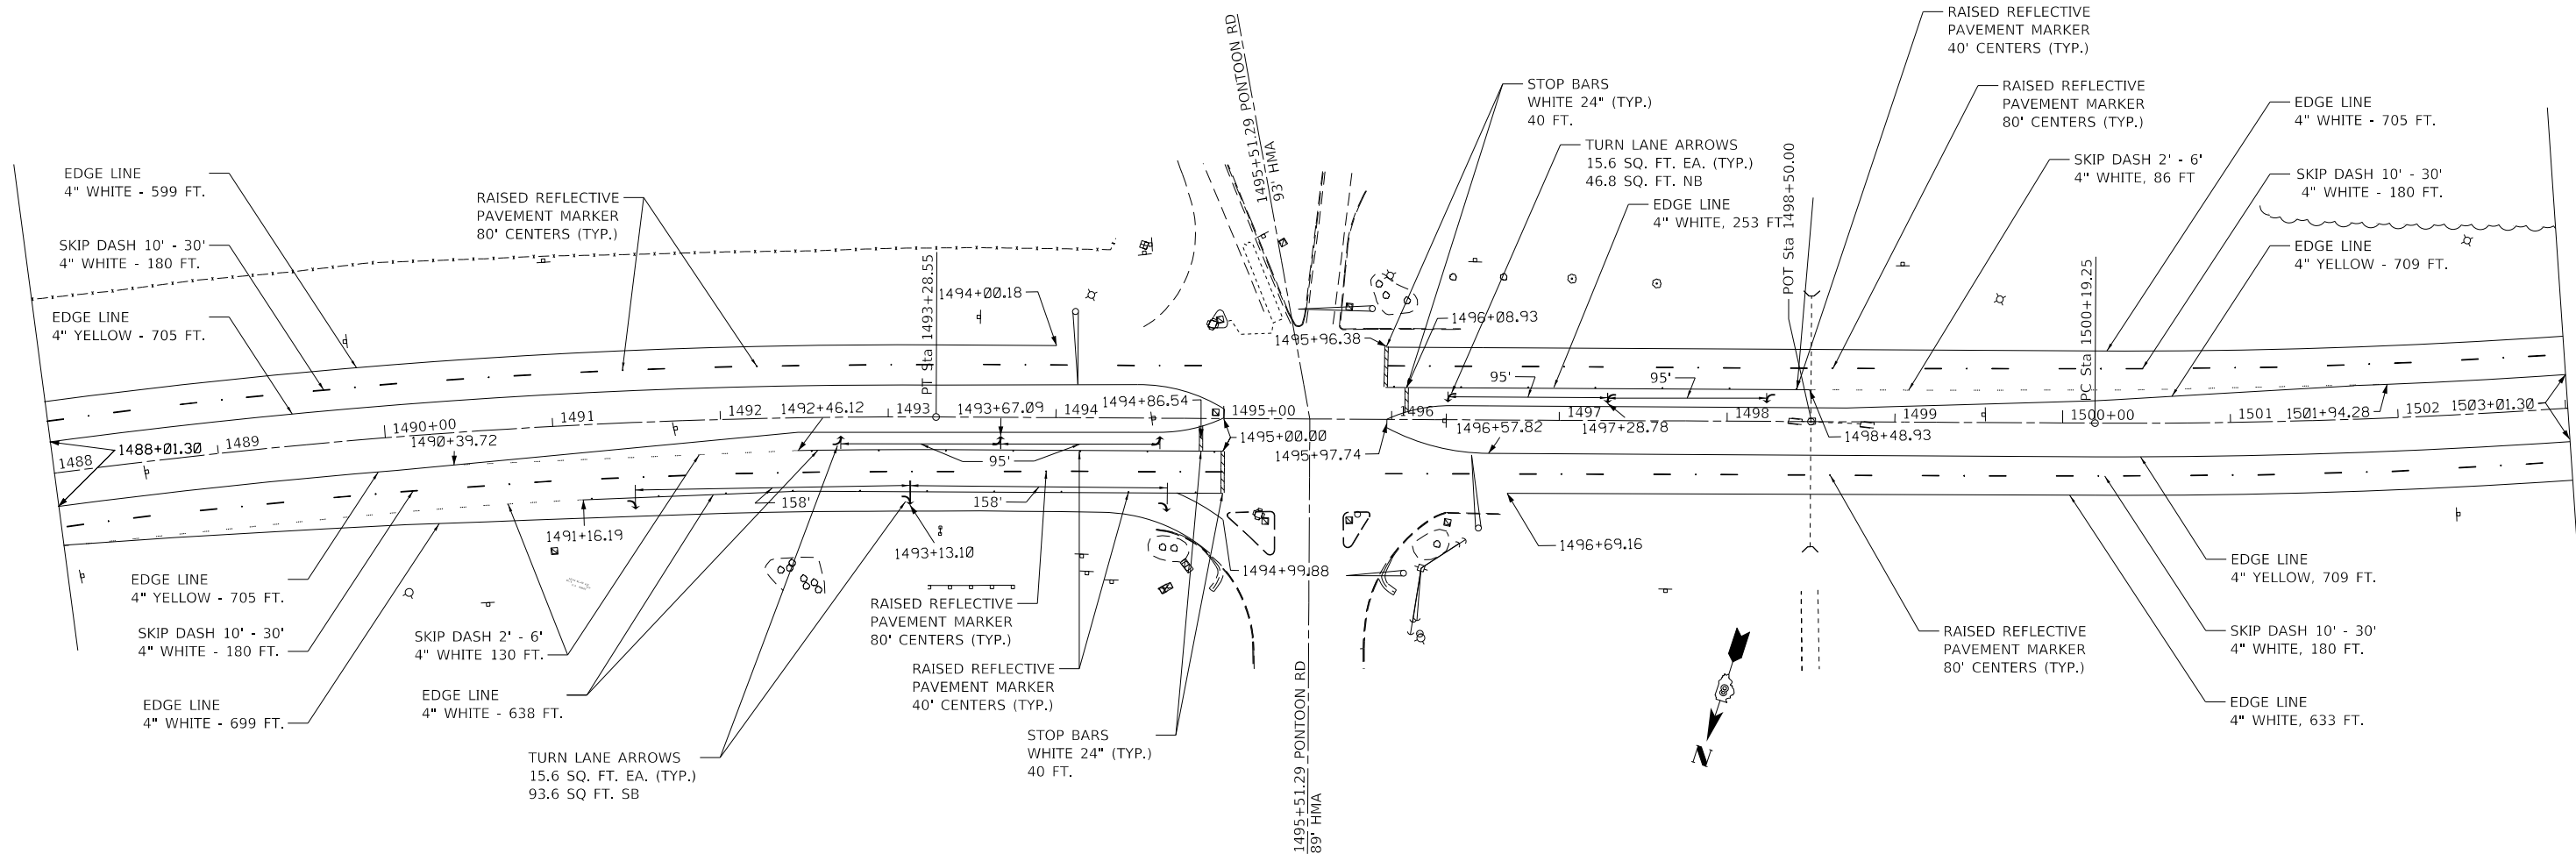 EDGE LINE
4" WHITE - 599 FT.
SKIP DASH 10' - 30'
4" WHITE - 180 FT.
EDGE LINE
4" YELLOW - 705 FT.
RAISED REFLECTIVE
PAVEMENT MARKER
80' CENTERS (TYP.)
PT Sta 1493+28.55
1494+00.18
1495+51.29 PONTOON RD
93' HMA
STOP BARS
WHITE 24" (TYP.)
40 FT.
TURN LANE ARROWS
15.6 SQ. FT. EA. (TYP.)
46.8 SQ. FT. NB
EDGE LINE
4" WHITE, 253 FT
POT Sta 1498+50.00
RAISED REFLECTIVE
PAVEMENT MARKER
40' CENTERS (TYP.)
RAISED REFLECTIVE
PAVEMENT MARKER
80' CENTERS (TYP.)
SKIP DASH 2' - 6'
4" WHITE, 86 FT
EDGE LINE
4" WHITE - 705 FT.
SKIP DASH 10' - 30'
4" WHITE - 180 FT.
EDGE LINE
4" YELLOW - 709 FT.
PC Sta 1500+19.25
1495+96.38
1496+08.93
95'
95'
1488
1488+01.30
1489
1490+00
1490+39.72
1491
1492
1492+46.12
1493
1493+67.09
1494
1494+86.54
1495+00
1495+00.00
1495+97.74
1496
1496+57.82
1497
1497+28.78
1498
1498+48.93
1499
1500+00
1501
1501+94.28
1502
1503+01.30
95'
158'
158'
1491+16.19
1493+13.10
1494+99.88
1496+69.16
EDGE LINE
4" YELLOW - 705 FT.
SKIP DASH 10' - 30'
4" WHITE - 180 FT.
EDGE LINE
4" WHITE - 699 FT.
SKIP DASH 2' - 6'
4" WHITE 130 FT.
EDGE LINE
4" WHITE - 638 FT.
TURN LANE ARROWS
15.6 SQ. FT. EA. (TYP.)
93.6 SQ FT. SB
RAISED REFLECTIVE
PAVEMENT MARKER
80' CENTERS (TYP.)
RAISED REFLECTIVE
PAVEMENT MARKER
40' CENTERS (TYP.)
STOP BARS
WHITE 24" (TYP.)
40 FT.
1495+51.29 PONTOON RD
89' HMA
N
RAISED REFLECTIVE
PAVEMENT MARKER
80' CENTERS (TYP.)
EDGE LINE
4" YELLOW, 709 FT.
SKIP DASH 10' - 30'
4" WHITE, 180 FT.
EDGE LINE
4" WHITE, 633 FT.